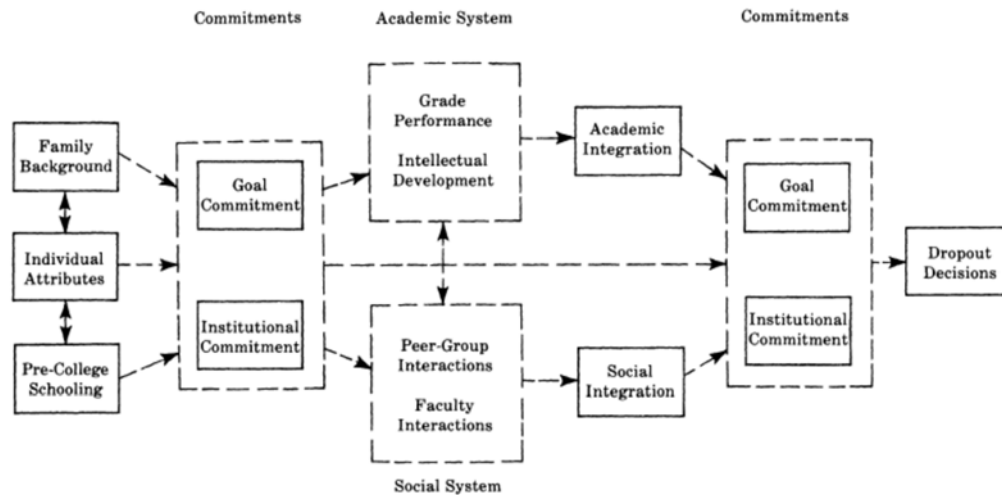 Commitments
Academic System
Commitments
Family
Background
Individual
Attributes
Pre-College
Schooling
Goal
Commitment
Institutional
Commitment
Grade
Performance
Intellectual
Development
Peer-Group
Interactions
Faculty
Interactions
Social System
Academic
Integration
Social
Integration
Goal
Commitment
Institutional
Commitment
Dropout
Decisions